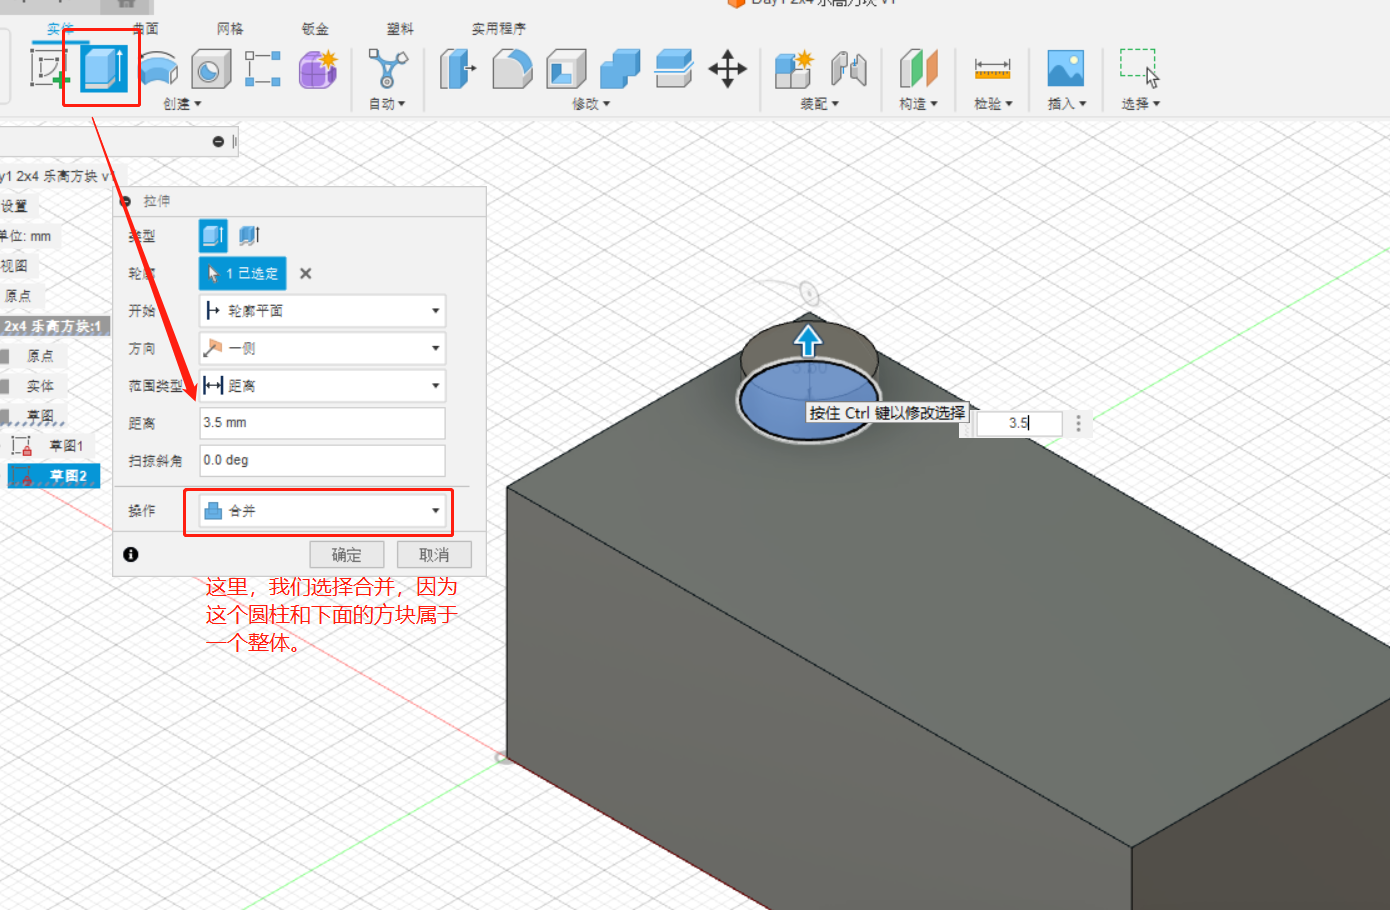 Day1 2x4 乐高方块 v1
实体 曲面 网格 钣金 塑料 实用程序
创建 自动 修改 装配 构造 检验 插入 选择
y1 2x4 乐高方块 v1
设置
单位: mm
视图
原点
2x4 乐高方块:1
原点
实体
草图
草图1
草图2
拉伸
类型
轮廓 1 已选定
开始 轮廓平面
方向 一侧
范围类型 距离
距离 3.5 mm
扫掠斜角 0.0 deg
操作 合并
确定 取消
这里，我们选择合并，因为
这个圆柱和下面的方块属于
一个整体。
按住 Ctrl 键以修改选择
3.5